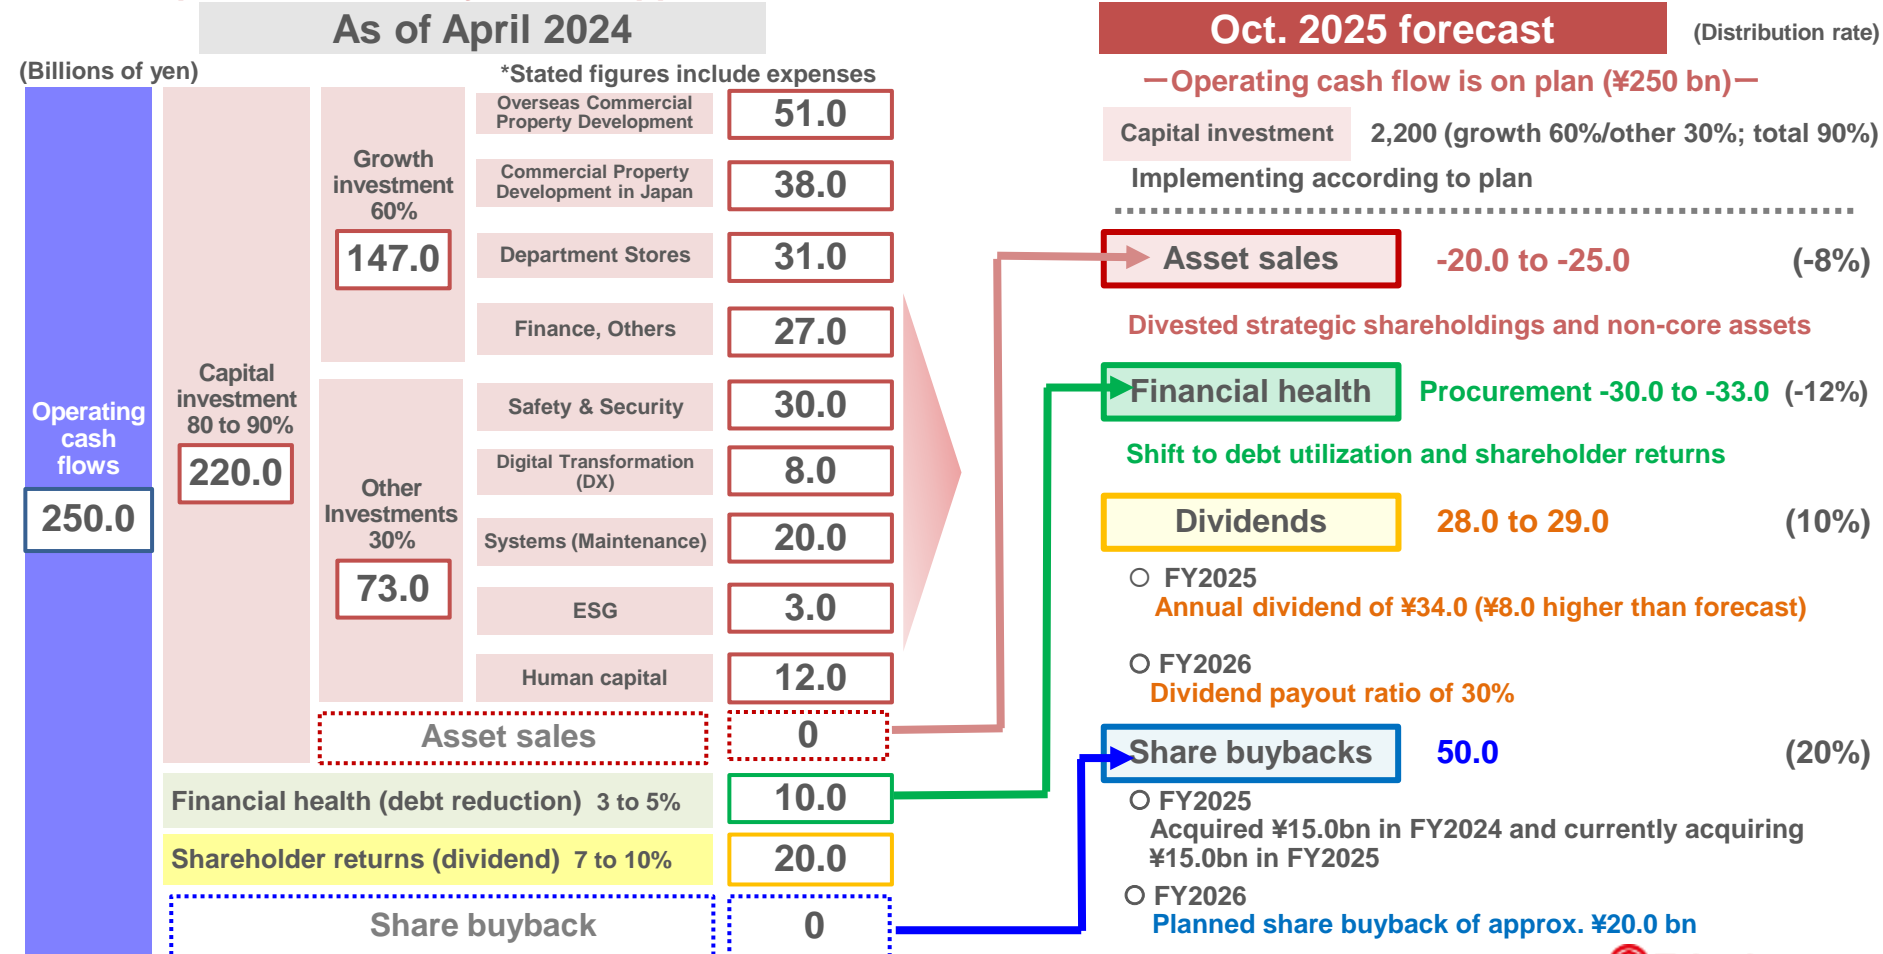 As of April 2024
(Billions of yen)
*Stated figures include expenses
Operating
cash
flows
250.0
Capital
investment
80 to 90%
220.0
Growth
investment
60%
147.0
Overseas Commercial
Property Development
51.0
Commercial Property
Development in Japan
38.0
Department Stores
31.0
Finance, Others
27.0
Other
Investments
30%
73.0
Safety & Security
30.0
Digital Transformation
(DX)
8.0
Systems (Maintenance)
20.0
ESG
3.0
Human capital
12.0
Asset sales
0
Financial health (debt reduction) 3 to 5%
10.0
Shareholder returns (dividend) 7 to 10%
20.0
Share buyback
0
Oct. 2025 forecast
(Distribution rate)
－Operating cash flow is on plan (¥250 bn)－
Capital investment
2,200 (growth 60%/other 30%; total 90%)
Implementing according to plan
Asset sales
-20.0 to -25.0
(-8%)
Divested strategic shareholdings and non-core assets
Financial health
Procurement -30.0 to -33.0 (-12%)
Shift to debt utilization and shareholder returns
Dividends
28.0 to 29.0
(10%)
○ FY2025
Annual dividend of ¥34.0 (¥8.0 higher than forecast)
○ FY2026
Dividend payout ratio of 30%
Share buybacks
50.0
(20%)
○ FY2025
Acquired ¥15.0bn in FY2024 and currently acquiring
¥15.0bn in FY2025
○ FY2026
Planned share buyback of approx. ¥20.0 bn